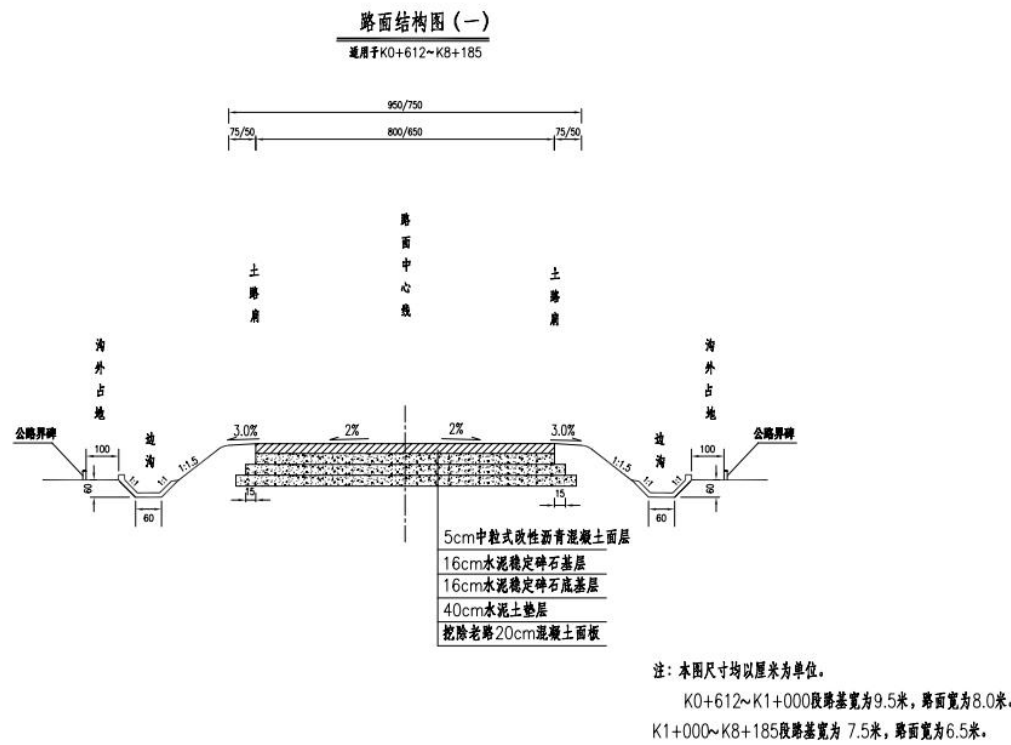 路面结构图（一）
适用于K0+612~K8+185
950/750
75/50
800/650
75/50
路面中心线
土路肩
土路肩
沟外占地
沟外占地
公路界碑
边沟
3.0%
2%
2%
3.0%
边沟
公路界碑
100
1:1.5
1:1.5
100
60
1:1
1:1
1:1
1:1
60
15
15
60
60
5cm中粒式改性沥青混凝土面层
16cm水泥稳定碎石基层
16cm水泥稳定碎石底基层
40cm水泥土垫层
挖除老路20cm混凝土面板
注：本图尺寸均以厘米为单位。
K0+612~K1+000段路基宽为9.5米，路面宽为8.0米。
K1+000~K8+185段路基宽为 7.5米，路面宽为6.5米。